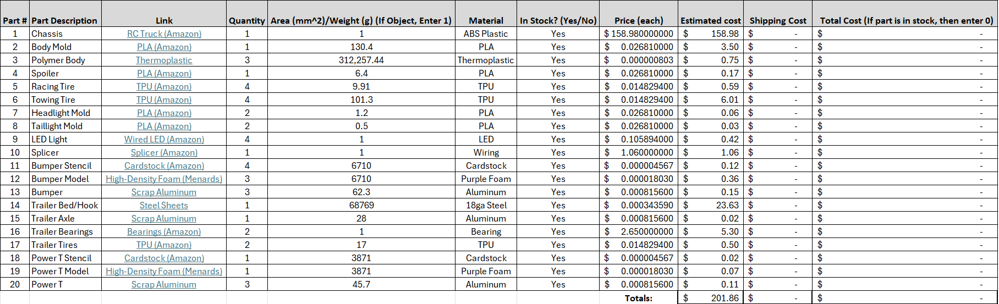 Part # Part Description Link Quantity Area (mm^2)/Weight (g) (If Object, Enter 1) Material In Stock? (Yes/No) Price (each) Estimated cost Shipping Cost Total Cost (If part is in stock, then enter 0)
1 Chassis RC Truck (Amazon) 1 1 ABS Plastic Yes $ 158.980000000 $ 158.98 $ - $ -
2 Body Mold PLA (Amazon) 1 130.4 PLA Yes $ 0.026810000 $ 3.50 $ - $ -
3 Polymer Body Thermoplastic 3 312,257.44 Thermoplastic Yes $ 0.000000803 $ 0.75 $ - $ -
4 Spoiler PLA (Amazon) 1 6.4 PLA Yes $ 0.026810000 $ 0.17 $ - $ -
5 Racing Tire TPU (Amazon) 4 9.91 TPU Yes $ 0.014829400 $ 0.59 $ - $ -
6 Towing Tire TPU (Amazon) 4 101.3 TPU Yes $ 0.014829400 $ 6.01 $ - $ -
7 Headlight Mold PLA (Amazon) 2 1.2 PLA Yes $ 0.026810000 $ 0.06 $ - $ -
8 Taillight Mold PLA (Amazon) 2 0.5 PLA Yes $ 0.026810000 $ 0.03 $ - $ -
9 LED Light Wired LED (Amazon) 4 1 LED Yes $ 0.105894000 $ 0.42 $ - $ -
10 Splicer Splicer (Amazon) 1 1 Wiring Yes $ 1.060000000 $ 1.06 $ - $ -
11 Bumper Stencil Cardstock (Amazon) 4 6710 Cardstock Yes $ 0.000004567 $ 0.12 $ - $ -
12 Bumper Model High-Density Foam (Menards) 3 6710 Purple Foam Yes $ 0.000018030 $ 0.36 $ - $ -
13 Bumper Scrap Aluminum 3 62.3 Aluminum Yes $ 0.000815600 $ 0.15 $ - $ -
14 Trailer Bed/Hook Steel Sheets 1 68769 18ga Steel Yes $ 0.000343590 $ 23.63 $ - $ -
15 Trailer Axle Scrap Aluminum 1 28 Aluminum Yes $ 0.000815600 $ 0.02 $ - $ -
16 Trailer Bearings Bearings (Amazon) 2 1 Bearing Yes $ 2.650000000 $ 5.30 $ - $ -
17 Trailer Tires TPU (Amazon) 2 17 TPU Yes $ 0.014829400 $ 0.50 $ - $ -
18 Power T Stencil Cardstock (Amazon) 1 3871 Cardstock Yes $ 0.000004567 $ 0.02 $ - $ -
19 Power T Model High-Density Foam (Menards) 1 3871 Purple Foam Yes $ 0.000018030 $ 0.07 $ - $ -
20 Power T Scrap Aluminum 3 45.7 Aluminum Yes $ 0.000815600 $ 0.11 $ - $ -
Totals: $ 201.86 $ - $ -